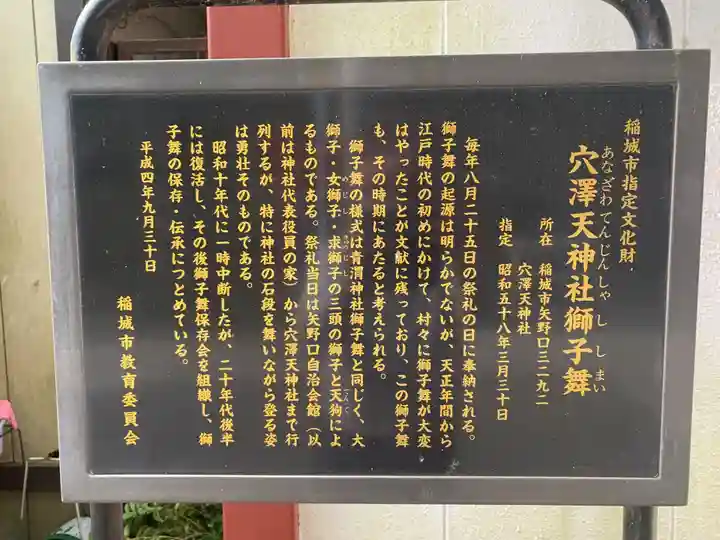 稲城市指定文化財
あなざわてんじんしゃししまい
穴澤天神社獅子舞
所在 稲城市矢野口三二九二
穴澤天神社
指定 昭和五十八年三月三十日
毎年八月二十五日の祭礼の日に奉納される。
獅子舞の起源は明らかでないが、天正年間から
江戸時代の初めにかけて、村々に獅子舞が大変
はやったことが文献に残っており、この獅子舞
も、その時期にあたると考えられる。
獅子舞の様式は青渭神社獅子舞と同じく、大
獅子・女獅子・求獅子の三頭の獅子と天狗によ
るものである。祭礼当日は矢野口自治会館（以
前は神社代表役員の家）から穴澤天神社まで行
列するが、特に神社の石段を舞いながら登る姿
は勇壮そのものである。
昭和十年代に一時中断したが、二十年代後半
には復活し、その後獅子舞保存会を組織し、獅
子舞の保存・伝承につとめている。
平成四年九月三十日
稲城市教育委員会